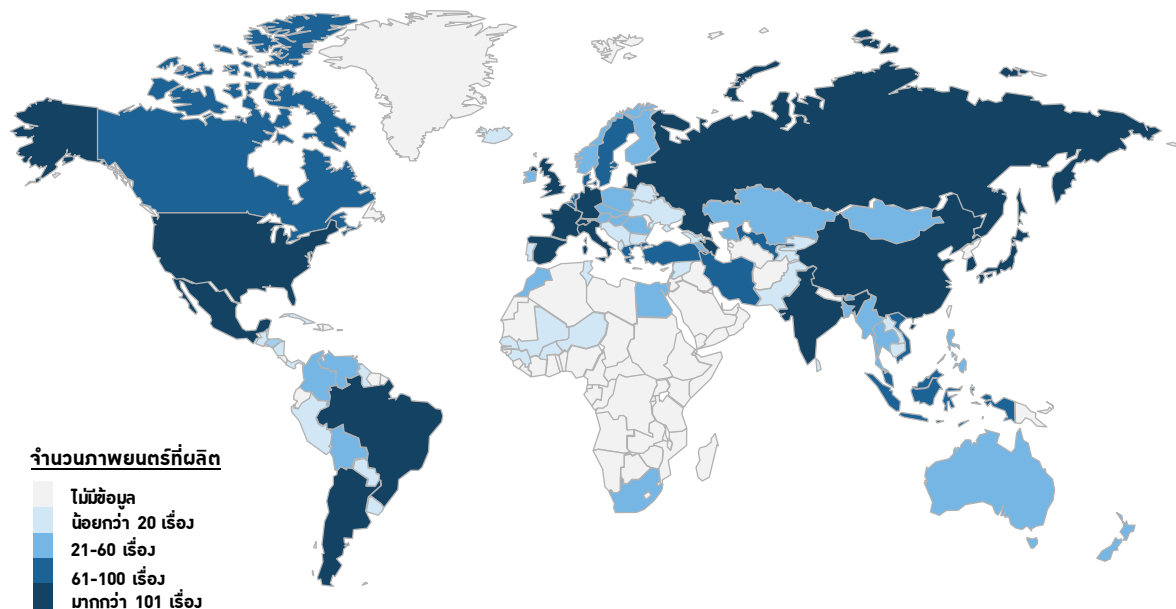 จำนวนภาพยนตร์ที่ผลิต
ไม่มีข้อมูล
น้อยกว่า 20 เรื่อง
21-60 เรื่อง
61-100 เรื่อง
มากกว่า 101 เรื่อง